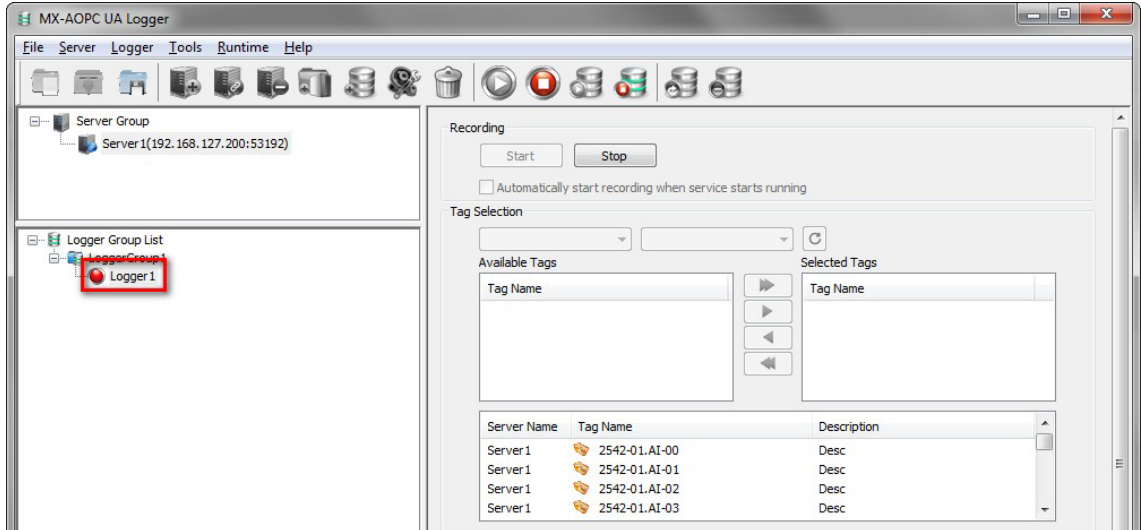 MX-AOPC UA Logger
File Server Logger Tools Runtime Help
Server Group
Server1(192.168.127.200:53192)
Logger Group List
LoggerGroup1
Logger1
Recording
Start Stop
Automatically start recording when service starts running
Tag Selection
Available Tags Selected Tags
Tag Name Tag Name
Server Name Tag Name Description
Server1 2542-01.AI-00 Desc
Server1 2542-01.AI-01 Desc
Server1 2542-01.AI-02 Desc
Server1 2542-01.AI-03 Desc